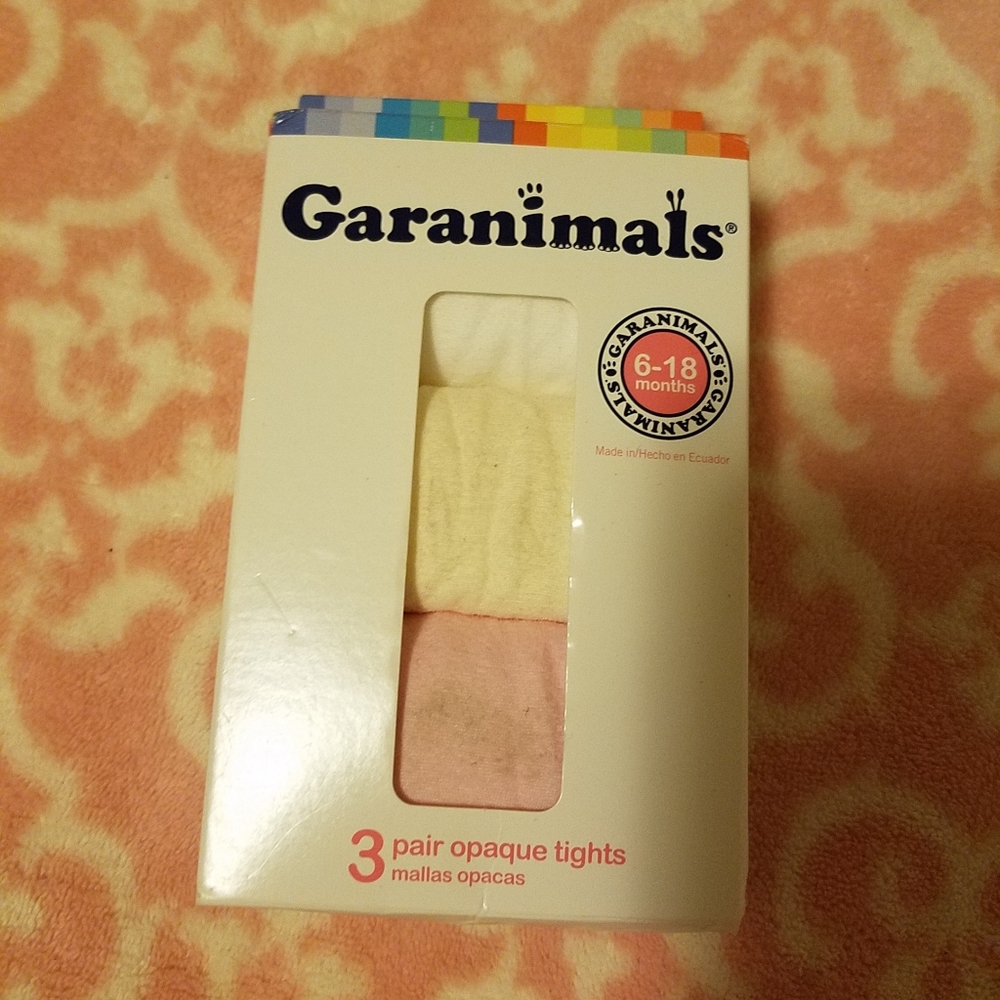 Garanimals®
GARANIMALS
6-18
months
GARANIMALS
Made in/Hecho en Ecuador
3 pair opaque tights
mallas opacas